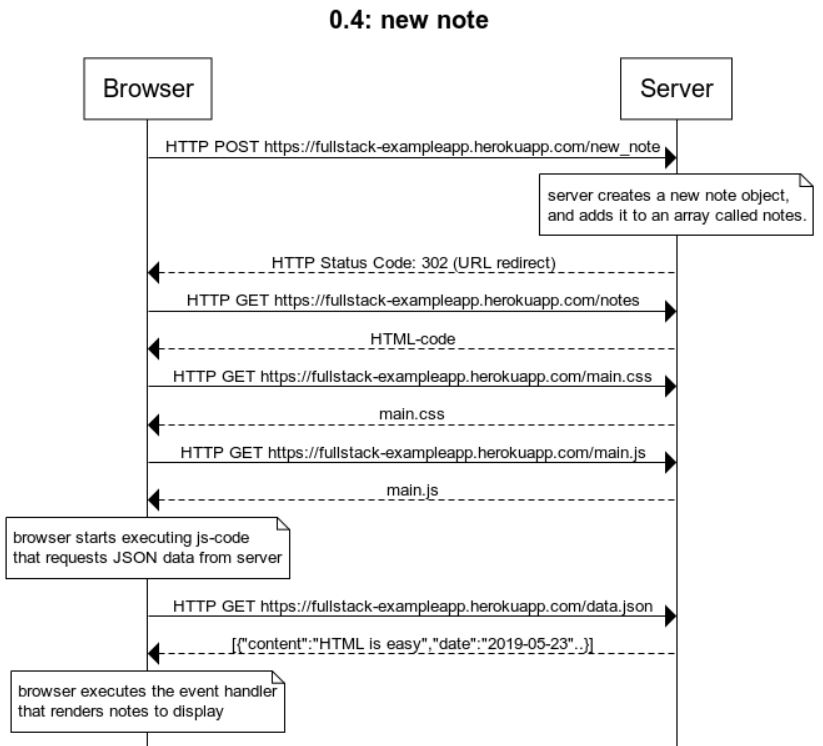 0.4: new note
Browser
Server
HTTP POST https://fullstack-exampleapp.herokuapp.com/new_note
server creates a new note object,
and adds it to an array called notes.
HTTP Status Code: 302 (URL redirect)
HTTP GET https://fullstack-exampleapp.herokuapp.com/notes
HTML-code
HTTP GET https://fullstack-exampleapp.herokuapp.com/main.css
main.css
HTTP GET https://fullstack-exampleapp.herokuapp.com/main.js
main.js
browser starts executing js-code
that requests JSON data from server
HTTP GET https://fullstack-exampleapp.herokuapp.com/data.json
[{"content":"HTML is easy","date":"2019-05-23"..}]
browser executes the event handler
that renders notes to display